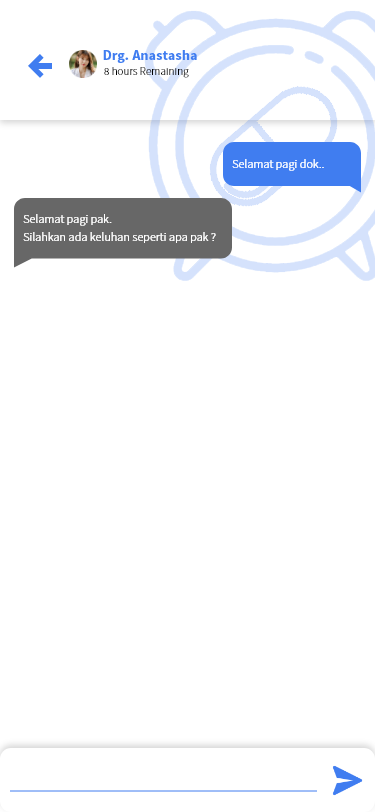 Drg. Anastasha
8 hours Remaining
Selamat pagi dok..
Selamat pagi pak.
Silahkan ada keluhan seperti apa pak ?